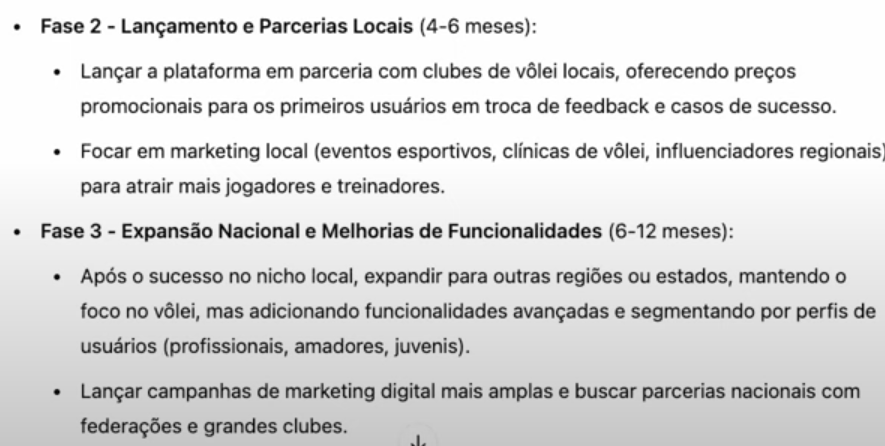 • Fase 2 - Lançamento e Parcerias Locais (4-6 meses):
• Lançar a plataforma em parceria com clubes de vôlei locais, oferecendo preços
promocionais para os primeiros usuários em troca de feedback e casos de sucesso.
• Focar em marketing local (eventos esportivos, clínicas de vôlei, influenciadores regionais)
para atrair mais jogadores e treinadores.
• Fase 3 - Expansão Nacional e Melhorias de Funcionalidades (6-12 meses):
• Após o sucesso no nicho local, expandir para outras regiões ou estados, mantendo o
foco no vôlei, mas adicionando funcionalidades avançadas e segmentando por perfis de
usuários (profissionais, amadores, juvenis).
• Lançar campanhas de marketing digital mais amplas e buscar parcerias nacionais com
federações e grandes clubes.